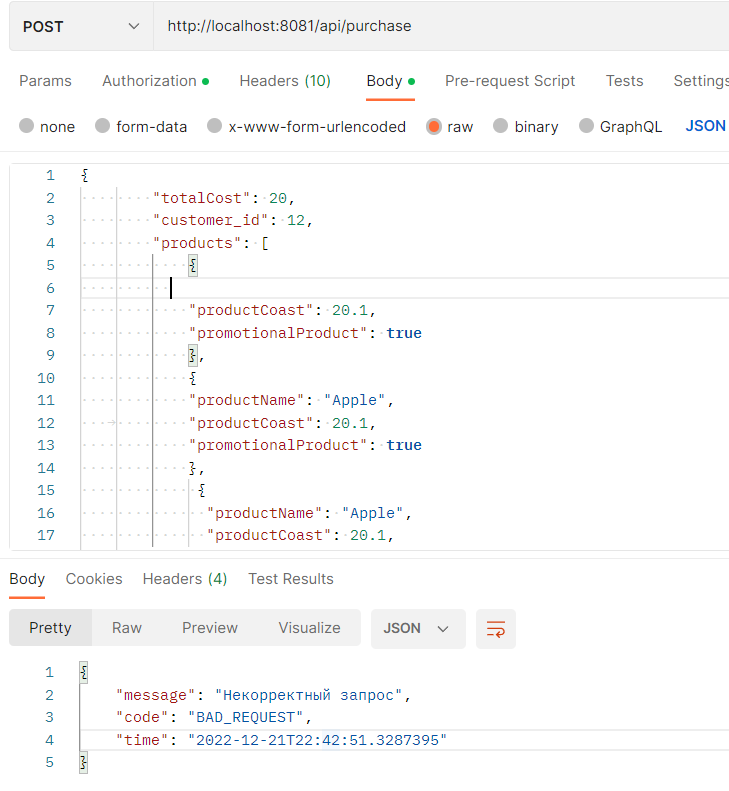 POST http://localhost:8081/api/purchase
Params Authorization Headers (10) Body Pre-request Script Tests Settings
none form-data x-www-form-urlencoded raw binary GraphQL JSON
1 {
2 "totalCost": 20,
3 "customer_id": 12,
4 "products": [
5 {
6
7 "productCoast": 20.1,
8 "promotionalProduct": true
9 },
10 {
11 "productName": "Apple",
12 "productCoast": 20.1,
13 "promotionalProduct": true
14 },
15 {
16 "productName": "Apple",
17 "productCoast": 20.1,
Body Cookies Headers (4) Test Results
Pretty Raw Preview Visualize JSON
1 {
2 "message": "Некорректный запрос",
3 "code": "BAD_REQUEST",
4 "time": "2022-12-21T22:42:51.3287395"
5 }